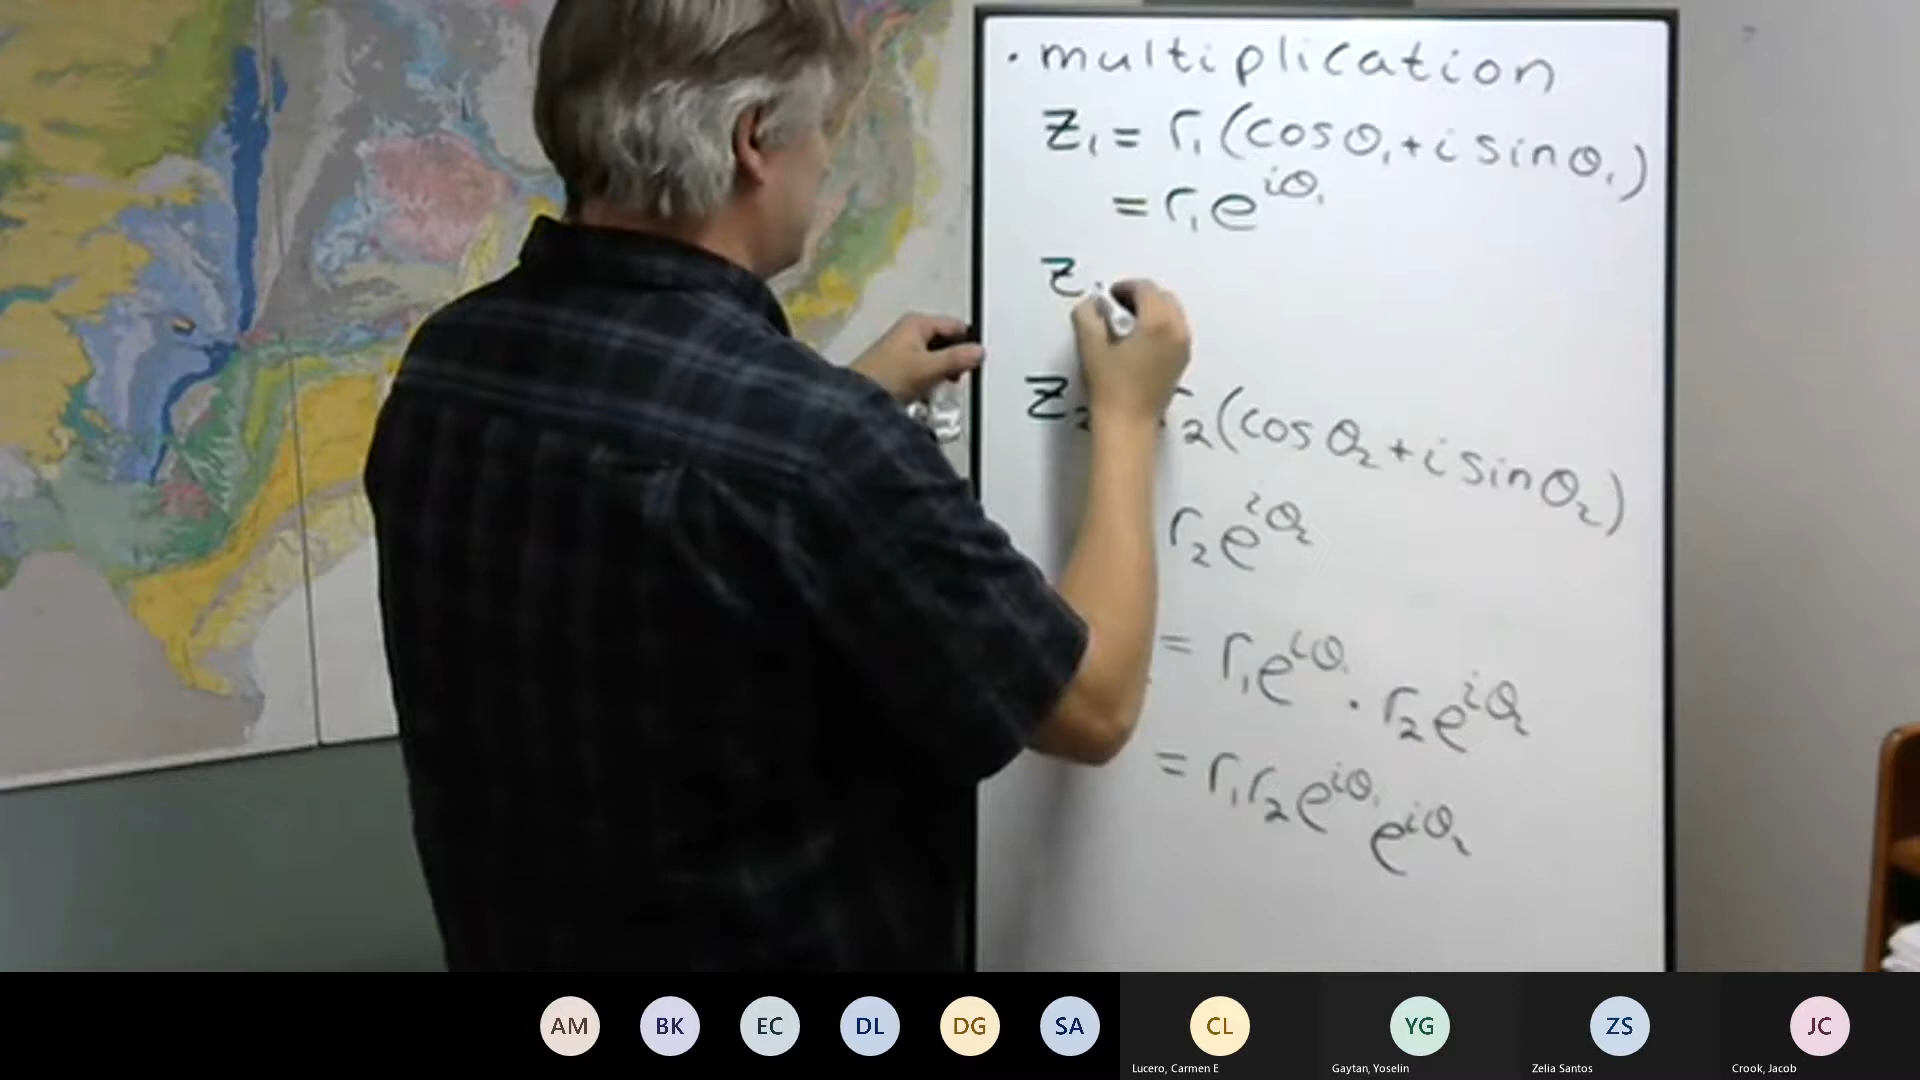 · multiplication
z₁ = r₁(cosθ₁ + i sinθ₁)
= r₁e^{iθ₁}
z
z₂ r₂(cosθ₂ + i sinθ₂)
r₂e^{iθ₂}
= r₁e^{iθ₁} · r₂e^{iθ₂}
= r₁r₂e^{iθ₁}e^{iθ₂}
AM BK EC DL DG SA CL YG ZS JC
Lucero, Carmen E Gaytan, Yoselin Zelia Santos Crook, Jacob